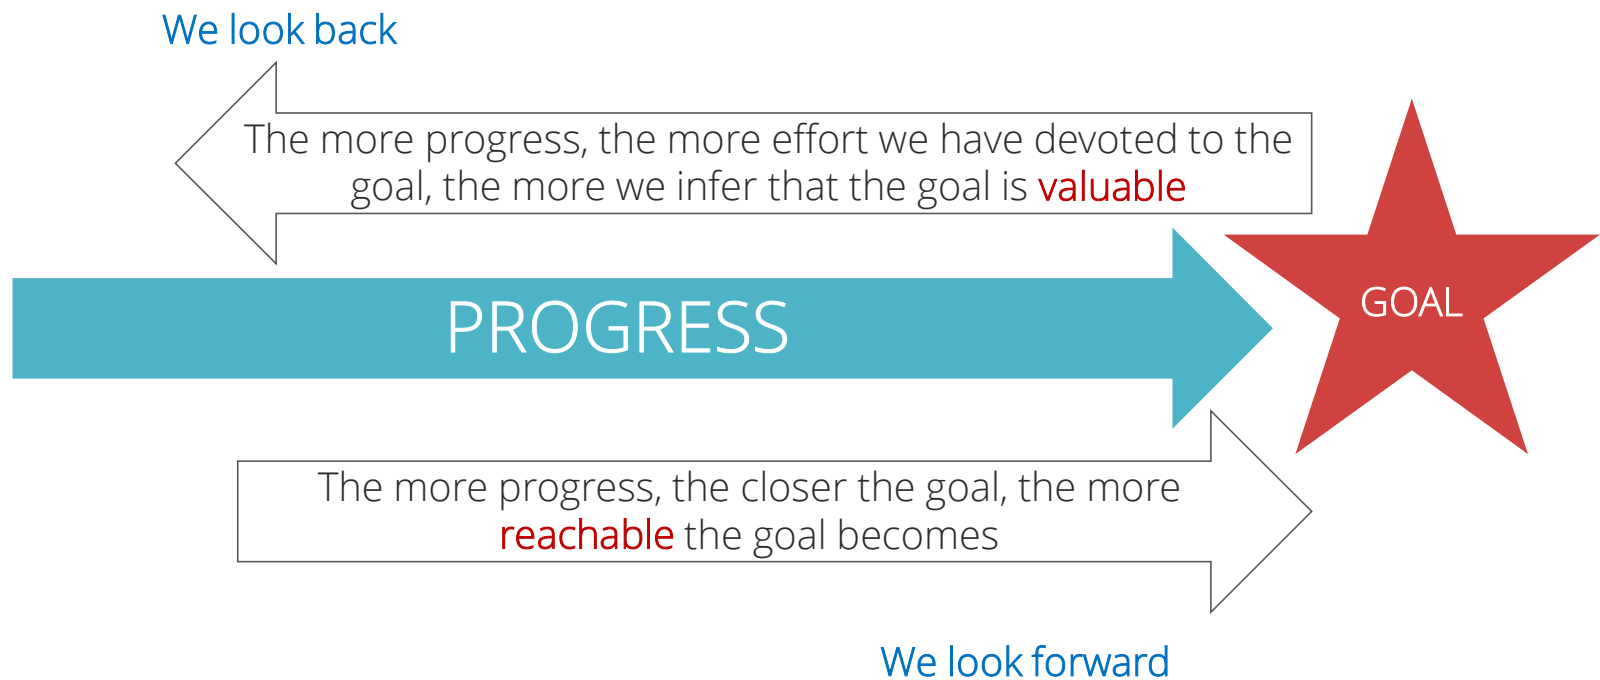 We look back
The more progress, the more effort we have devoted to the
goal, the more we infer that the goal is valuable
PROGRESS
GOAL
The more progress, the closer the goal, the more
reachable the goal becomes
We look forward